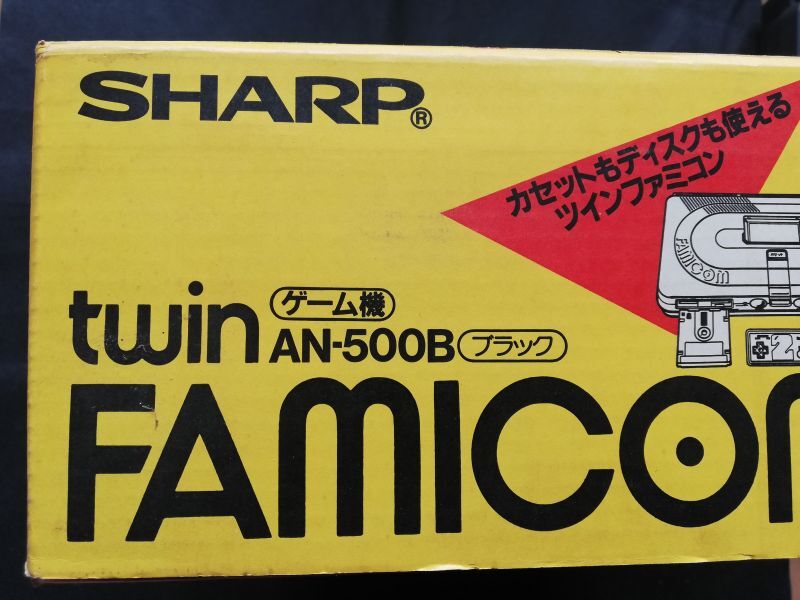 SHARP®
カセットもディスクも使える
ツインファミコン
FAMICOM
twin ゲーム機
AN-500B ブラック
FAMICOM